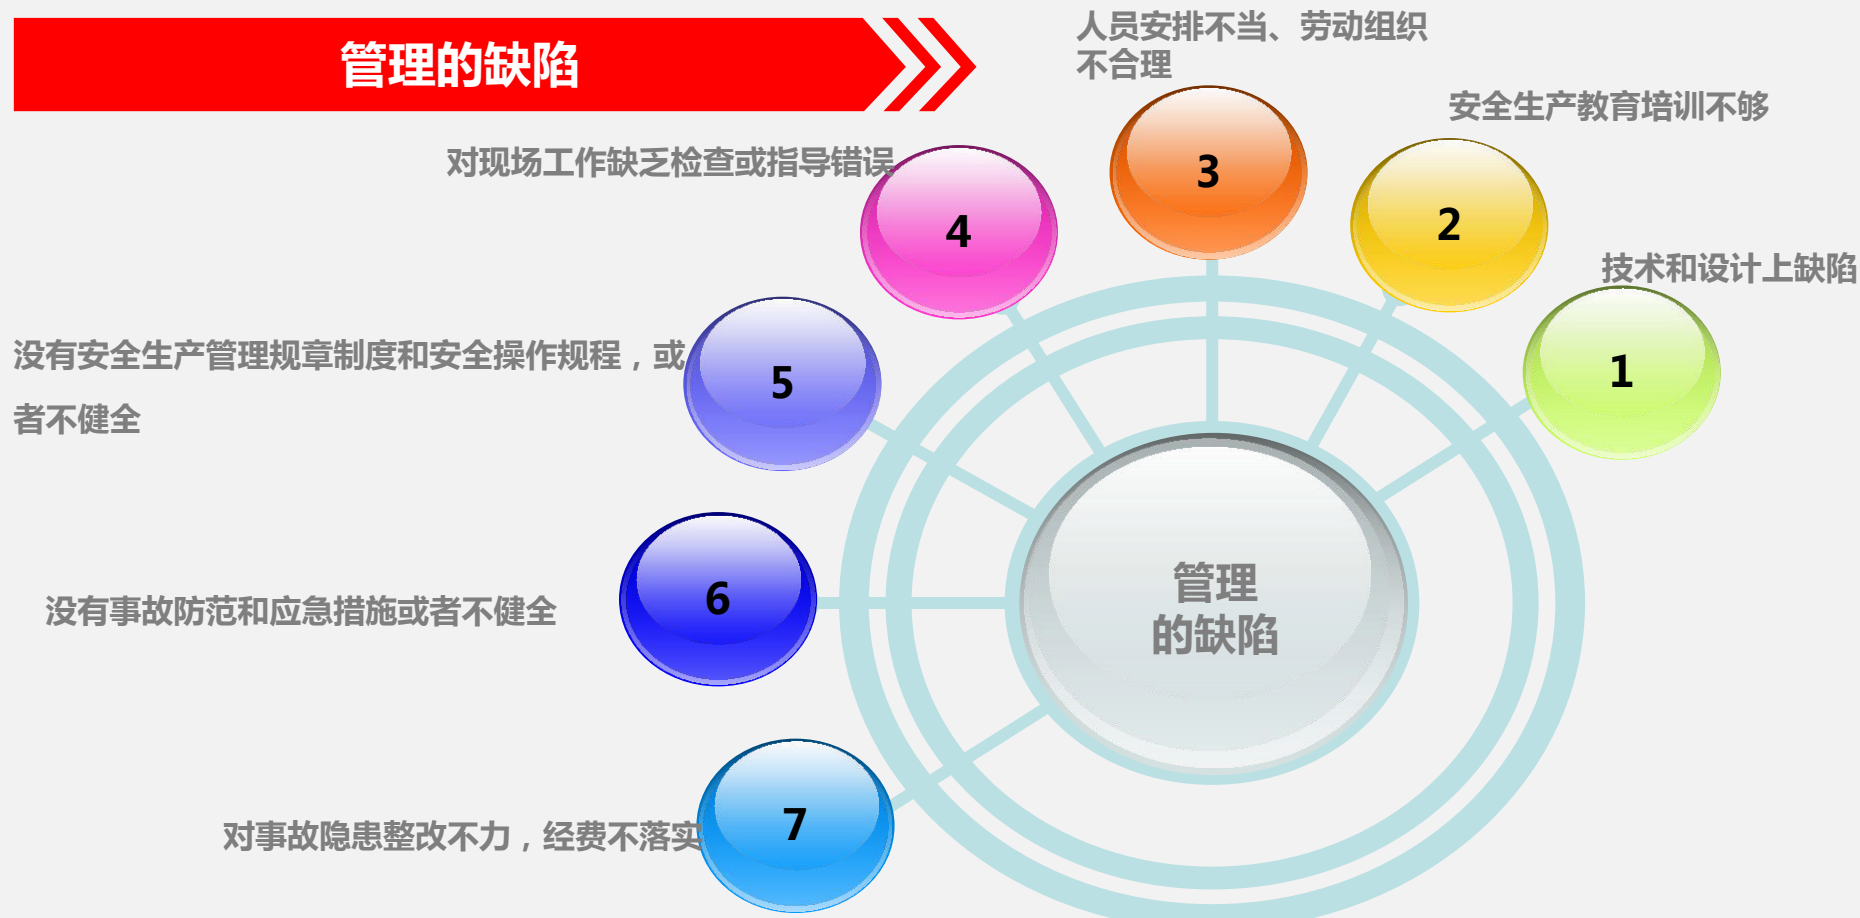 管理的缺陷
人员安排不当、劳动组织
不合理
安全生产教育培训不够
对现场工作缺乏检查或指导错误
3
2
4
技术和设计上缺陷
没有安全生产管理规章制度和安全操作规程，或
者不健全
5
1
管理
的缺陷
没有事故防范和应急措施或者不健全
6
对事故隐患整改不力，经费不落实
7